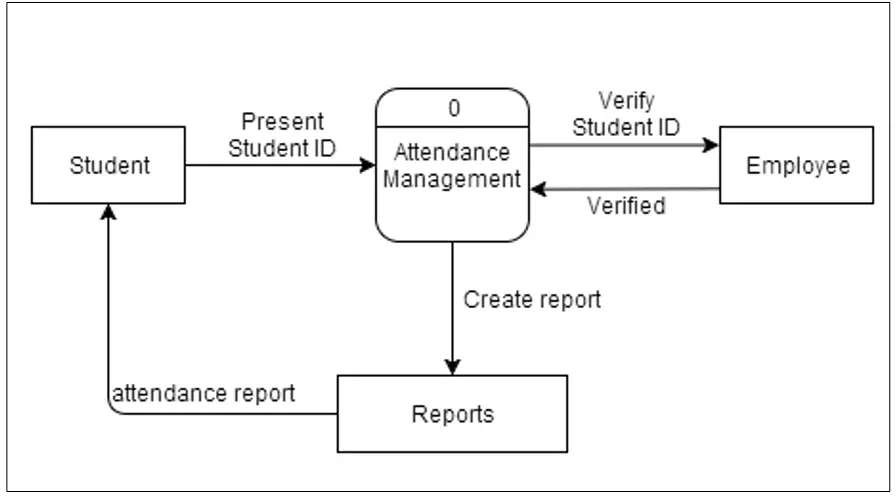 0
Present
Student ID
Verify
Student ID
Student
Attendance
Management
Employee
Verified
Create report
attendance report
Reports